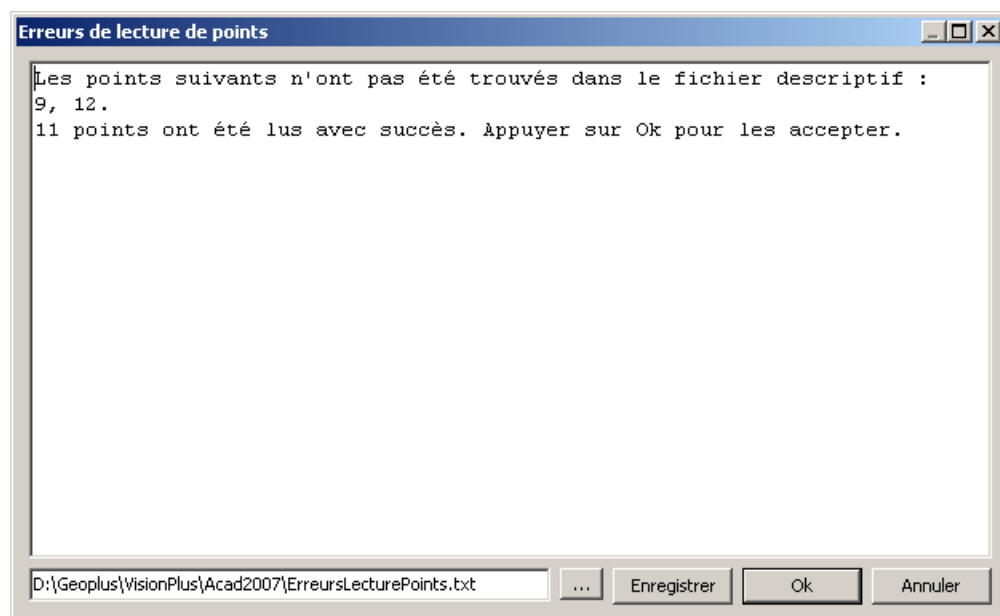 Erreurs de lecture de points
Les points suivants n'ont pas été trouvés dans le fichier descriptif :
9, 12.
11 points ont été lus avec succès. Appuyer sur Ok pour les accepter.
D:\Geoplus\VisionPlus\Acad2007\ErreursLecturePoints.txt ... Enregistrer Ok Annuler